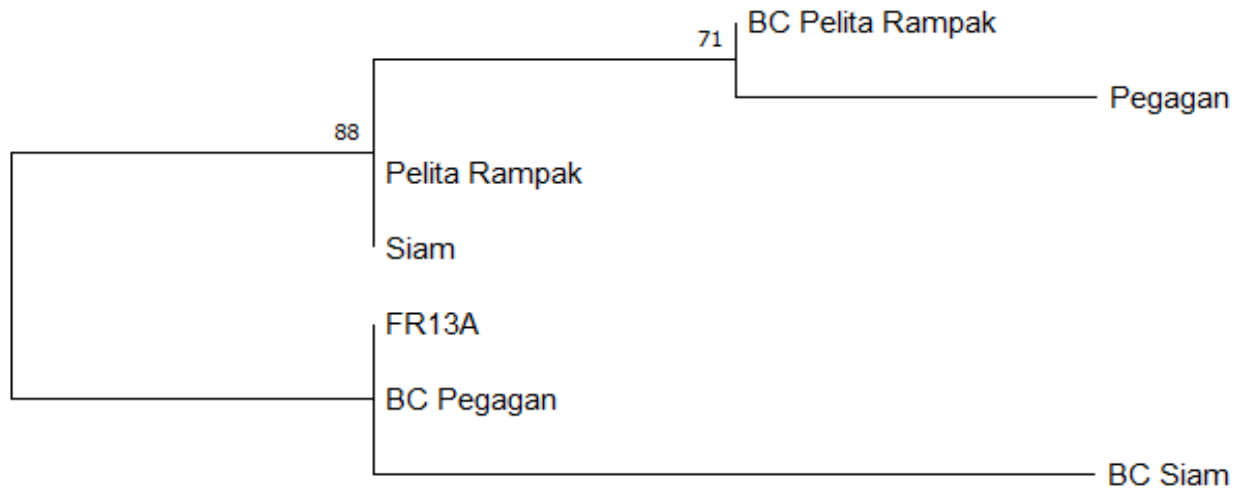 BC Pelita Rampak
71
Pegagan
88
Pelita Rampak
Siam
FR13A
BC Pegagan
BC Siam